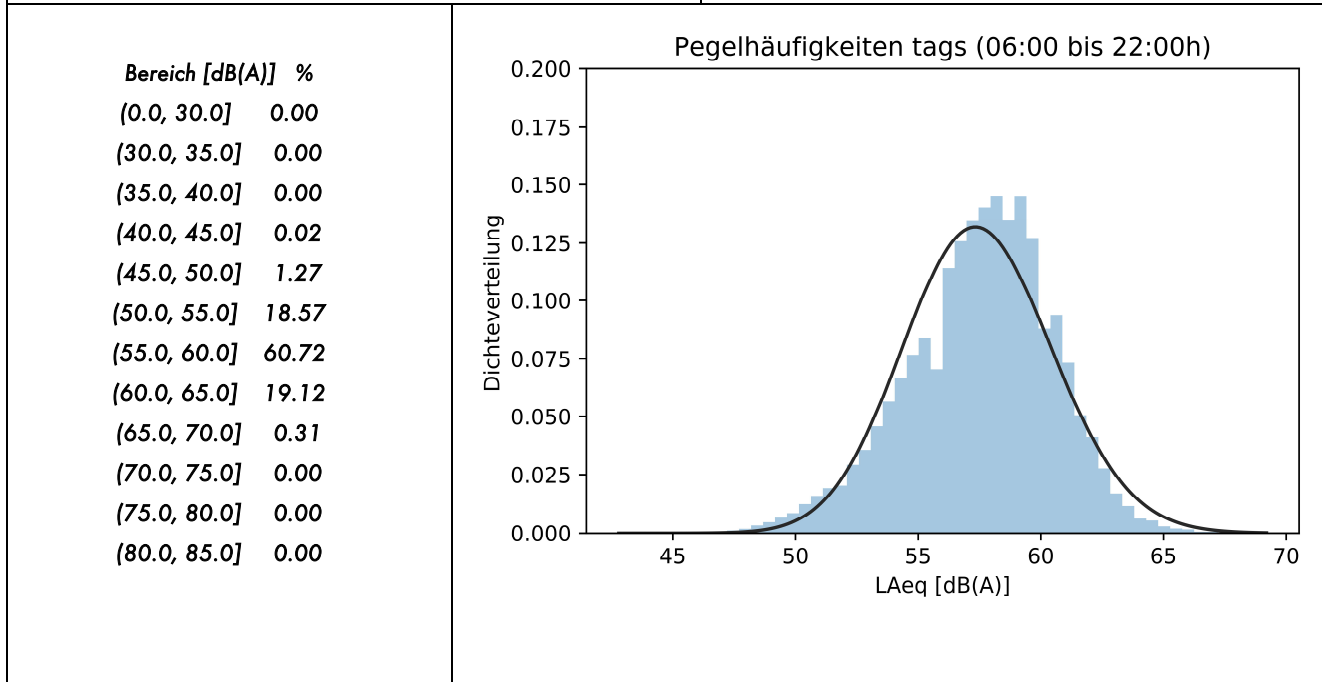 Bereich [dB(A)] %
(0.0, 30.0] 0.00
(30.0, 35.0] 0.00
(35.0, 40.0] 0.00
(40.0, 45.0] 0.02
(45.0, 50.0] 1.27
(50.0, 55.0] 18.57
(55.0, 60.0] 60.72
(60.0, 65.0] 19.12
(65.0, 70.0] 0.31
(70.0, 75.0] 0.00
(75.0, 80.0] 0.00
(80.0, 85.0] 0.00
Pegelhäufigkeiten tags (06:00 bis 22:00h)
Dichteverteilung
0.200
0.175
0.150
0.125
0.100
0.075
0.050
0.025
0.000
45 50 55 60 65 70
LAeq [dB(A)]